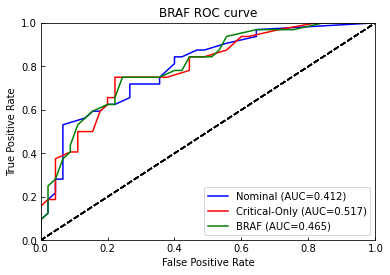 BRAF ROC curve
True Positive Rate
1.0
0.8
0.6
0.4
0.2
0.0
Nominal (AUC=0.412)
Critical-Only (AUC=0.517)
BRAF (AUC=0.465)
0.0 0.2 0.4 0.6 0.8 1.0
False Positive Rate